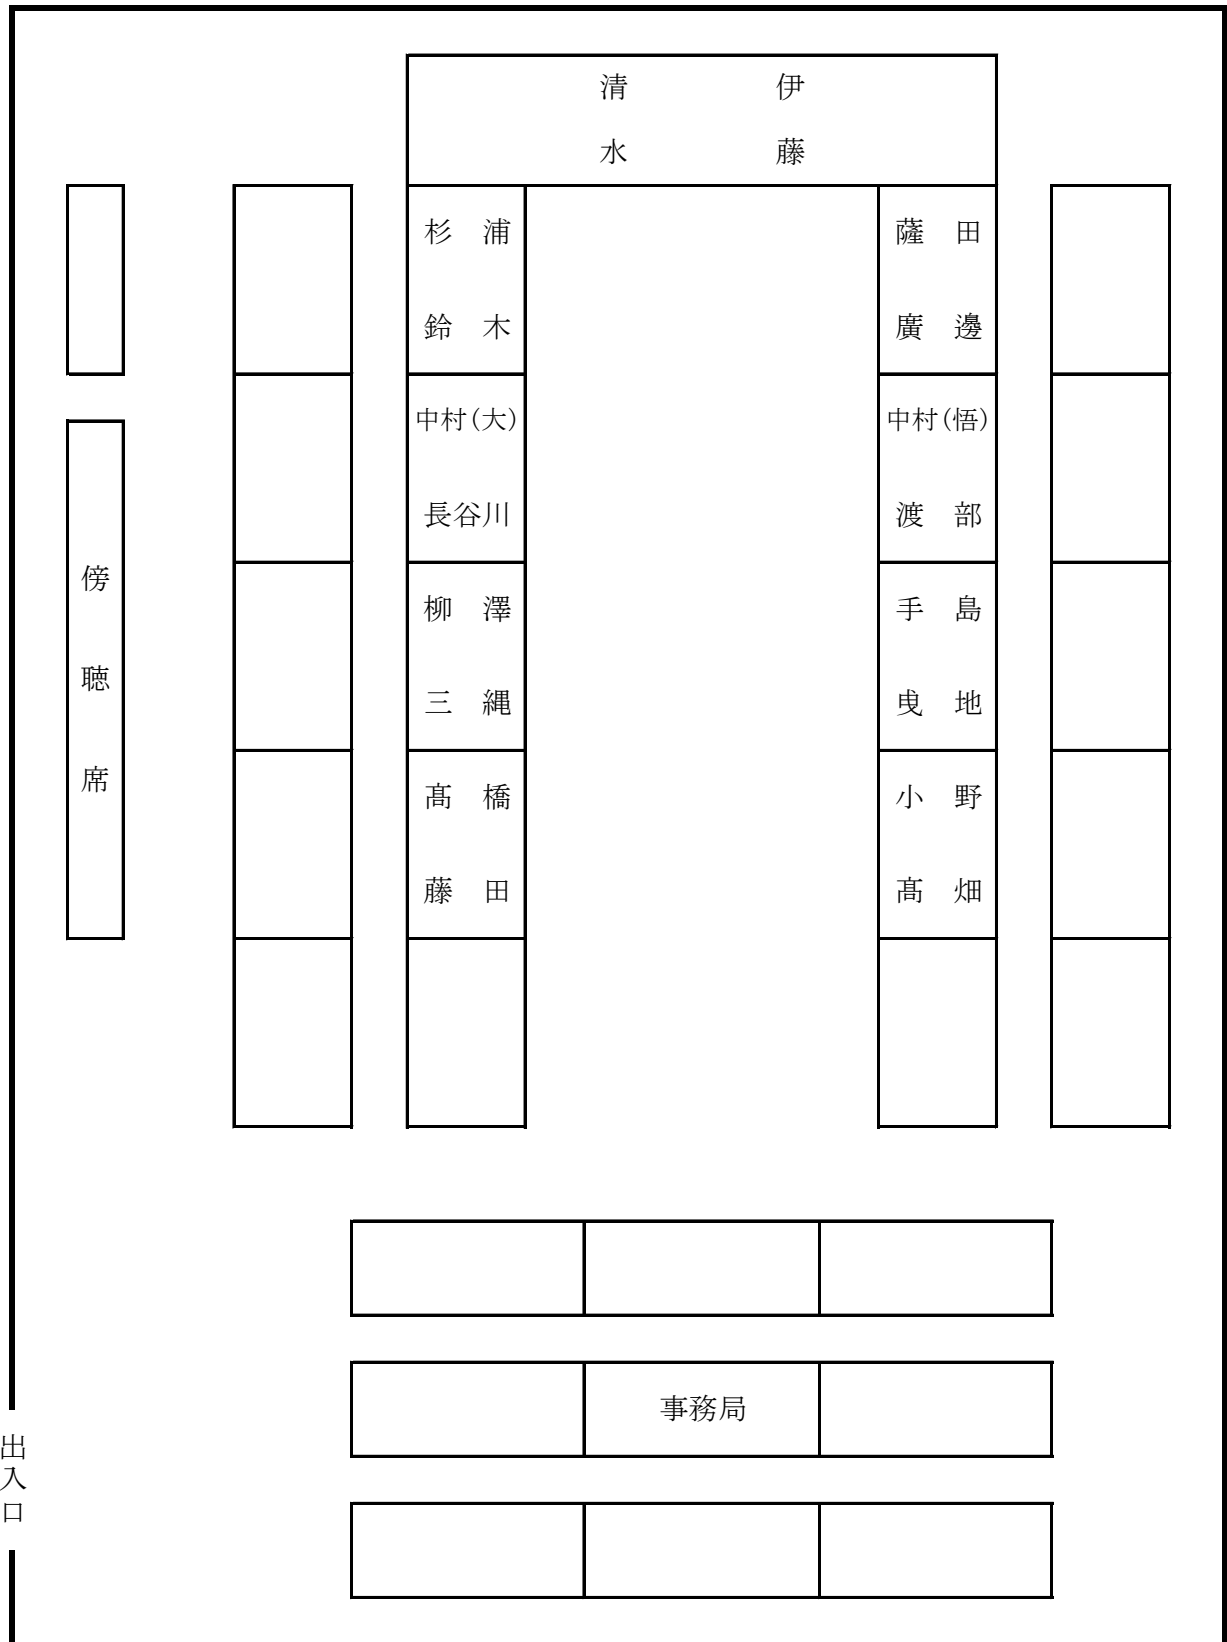 清水
伊藤
杉浦
薩田
鈴木
廣邊
中村(大)
中村(悟)
長谷川
渡部
柳澤
手島
三縄
曵地
髙橋
小野
藤田
髙畑
傍聴席
事務局
出入口